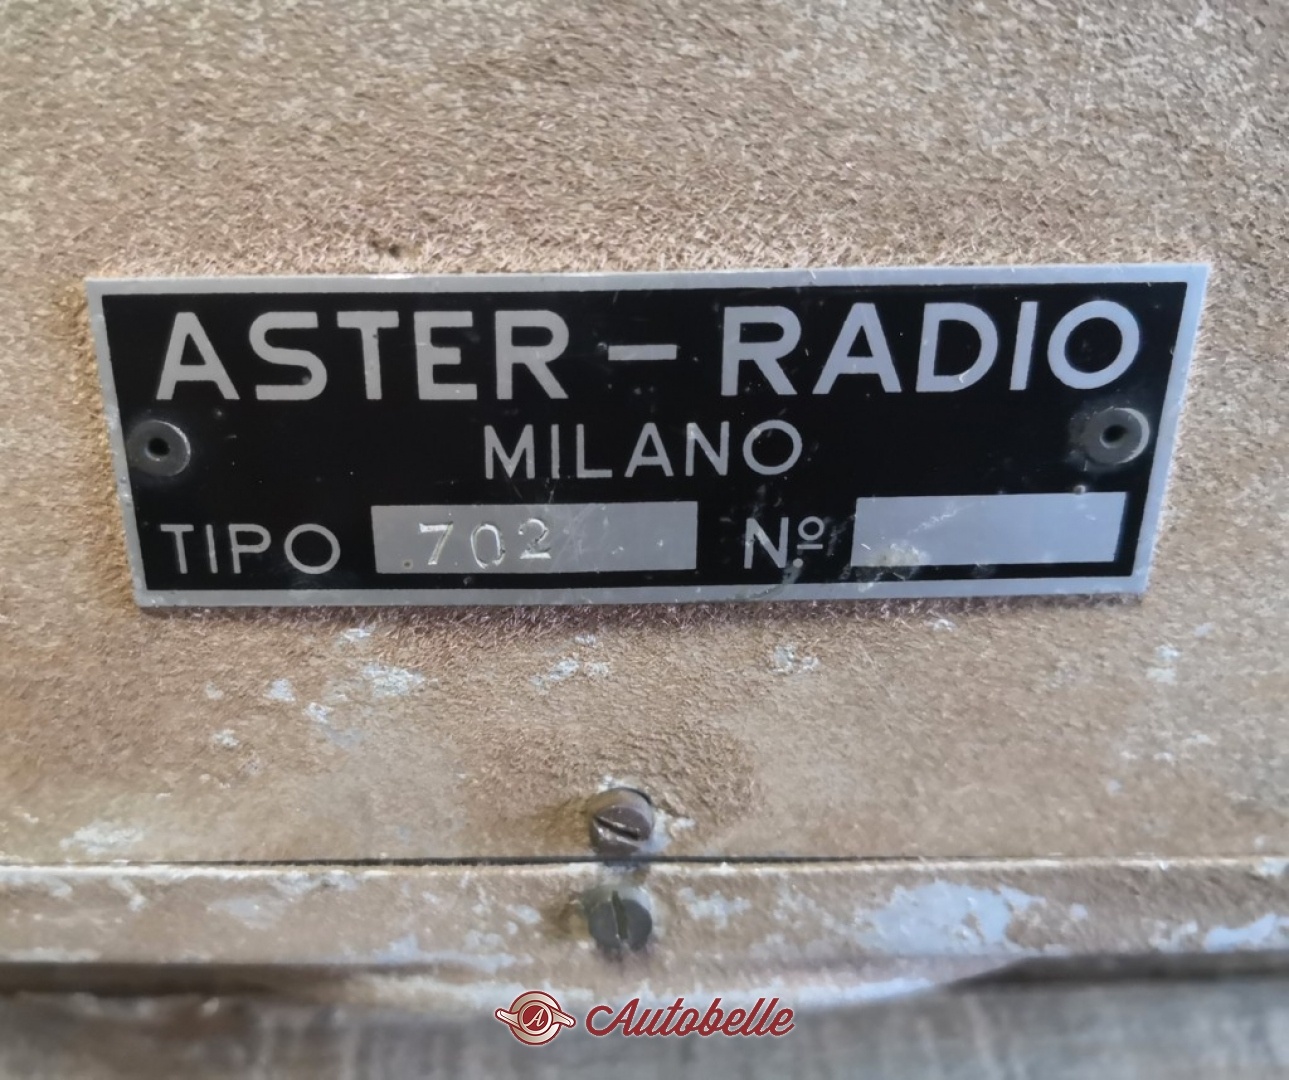 ASTER – RADIO
MILANO
TIPO 702 Nº
A Autobelle